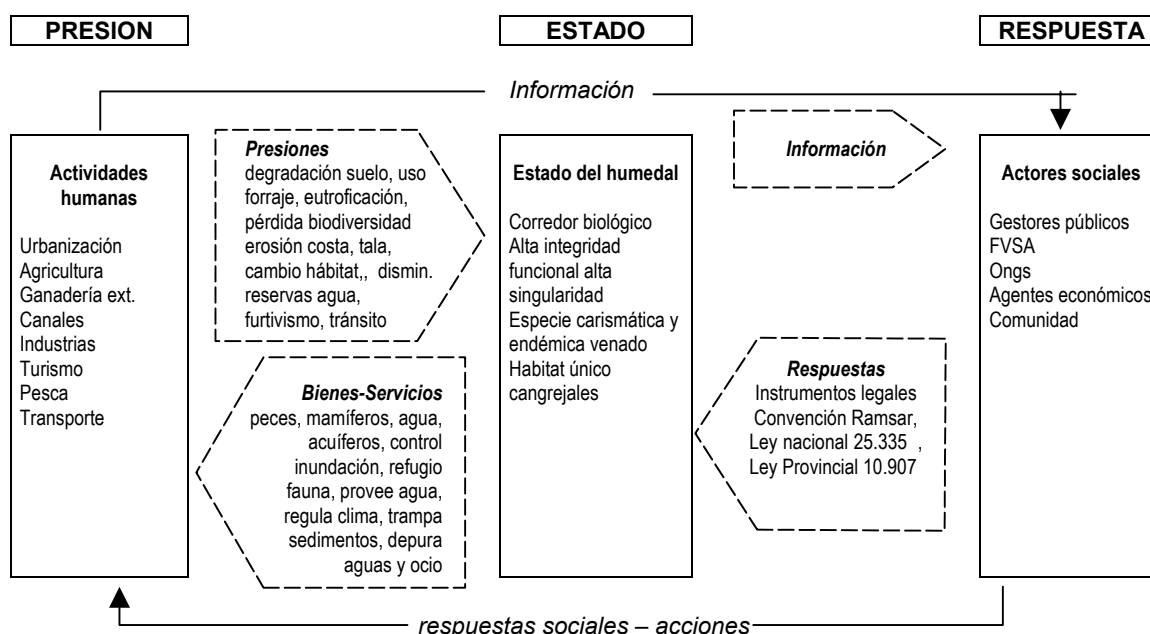 PRESION
ESTADO
RESPUESTA
Información
Actividades
humanas
Urbanización
Agricultura
Ganadería ext.
Canales
Industrias
Turismo
Pesca
Transporte
Presiones
degradación suelo, uso
forraje, eutroficación,
pérdida biodiversidad
erosión costa, tala,
cambio hábitat,, dismin.
reservas agua,
furtivismo, tránsito
Bienes-Servicios
peces, mamíferos, agua,
acuíferos, control
inundación, refugio
fauna, provee agua,
regula clima, trampa
sedimentos, depura
aguas y ocio
Estado del humedal
Corredor biológico
Alta integridad
funcional alta
singularidad
Especie carismática y
endémica venado
Habitat único
cangrejales
Información
Respuestas
Instrumentos legales
Convención Ramsar,
Ley nacional 25.335 ,
Ley Provincial 10.907
Actores sociales
Gestores públicos
FVSA
Ongs
Agentes económicos
Comunidad
respuestas sociales – acciones